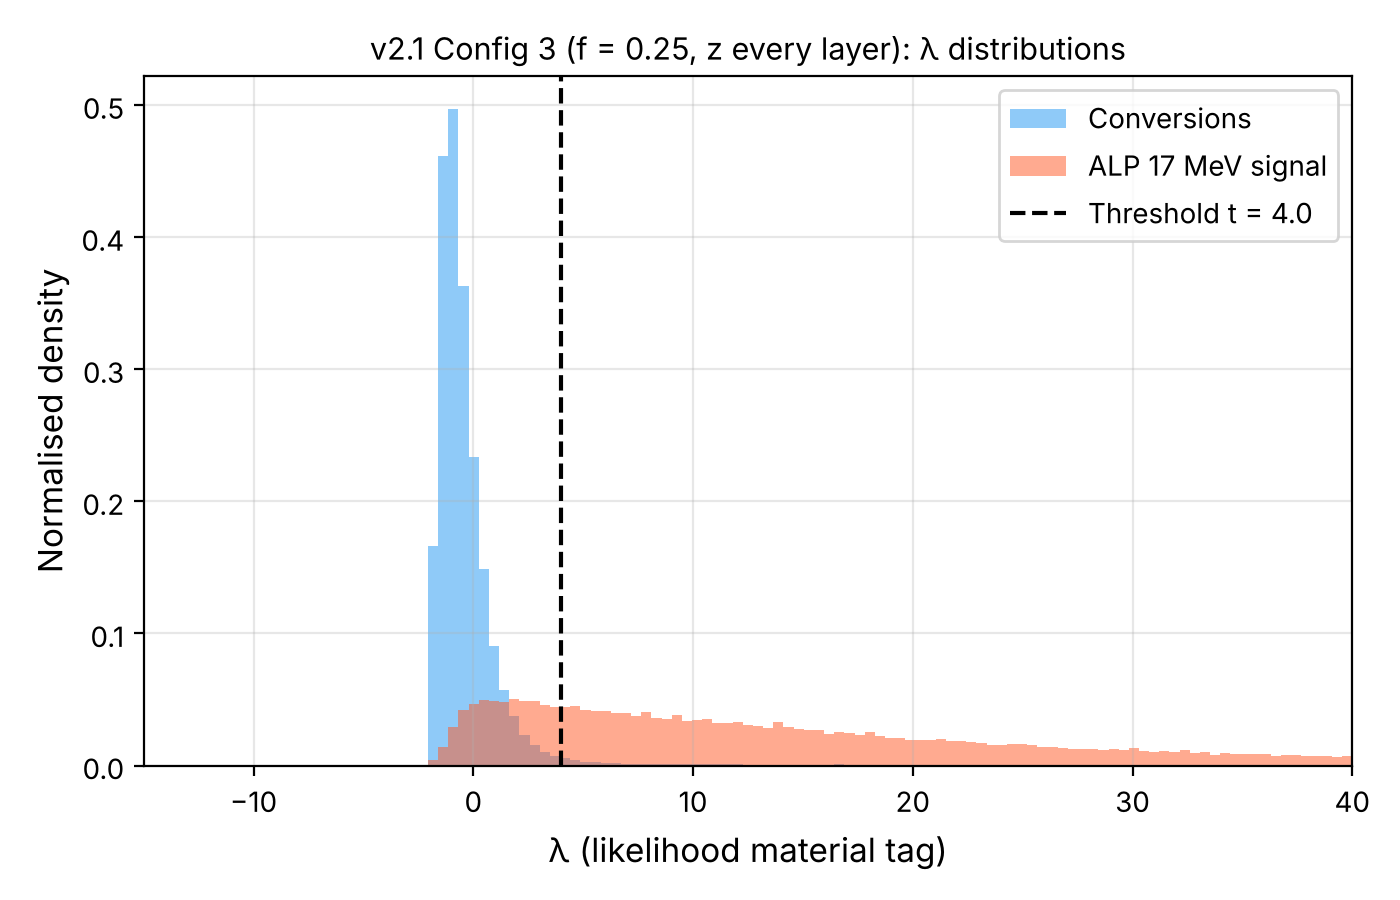 v2.1 Config 3 (f = 0.25, z every layer): λ distributions
Conversions
ALP 17 MeV signal
Threshold t = 4.0
Normalised density
0.5
0.4
0.3
0.2
0.1
0.0
−10 0 10 20 30 40
λ (likelihood material tag)